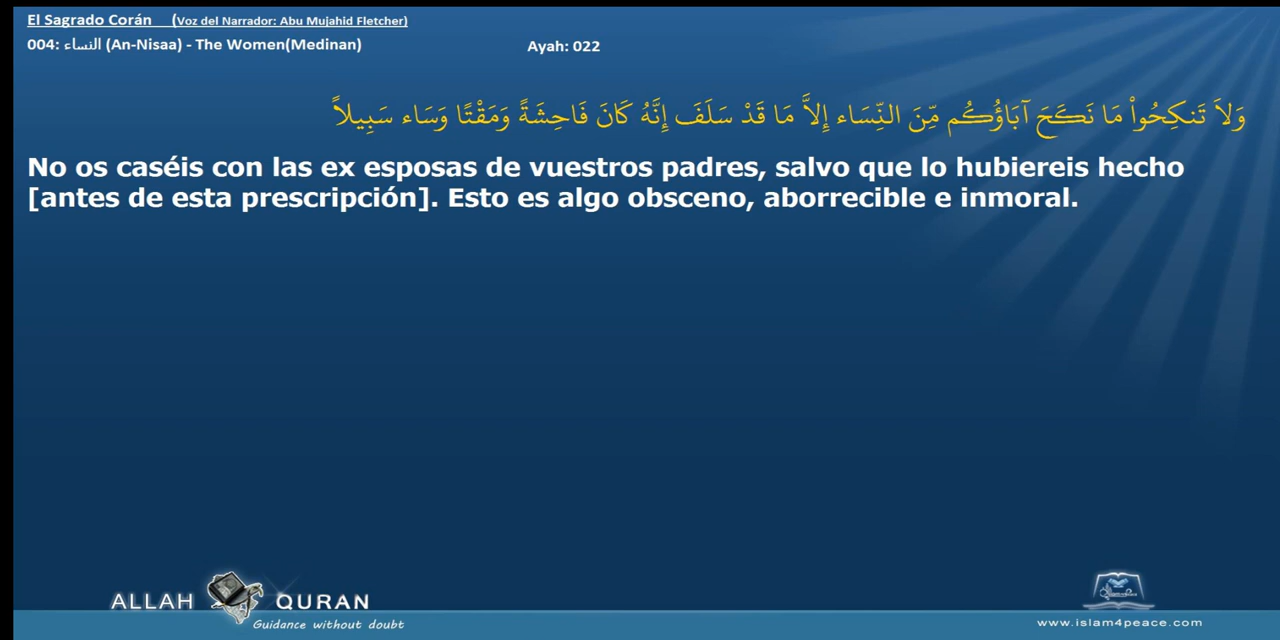 El Sagrado Corán (Voz del Narrador: Abu Mujahid Fletcher)
004: النساء (An-Nisaa) - The Women(Medinan) Ayah: 022
وَلاَ تَنكِحُواْ مَا نَكَحَ آبَاؤُكُم مِّنَ النِّسَاء إِلاَّ مَا قَدْ سَلَفَ إِنَّهُ كَانَ فَاحِشَةً وَمَقْتًا وَسَاء سَبِيلاً
No os caséis con las ex esposas de vuestros padres, salvo que lo hubiereis hecho
[antes de esta prescripción]. Esto es algo obsceno, aborrecible e inmoral.
ALLAH QURAN
Guidance without doubt
www.islam4peace.com